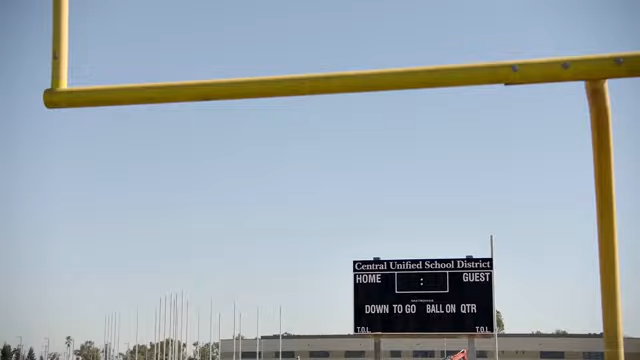 Central Unified School District
HOME GUEST
:
DOWN TO GO BALL ON QTR
T.O.L. T.O.L.